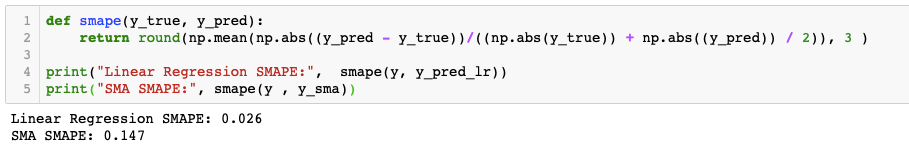 1 def smape(y_true, y_pred):
2     return round(np.mean(np.abs((y_pred - y_true))/((np.abs(y_true)) + np.abs((y_pred)) / 2)), 3 )
3
4 print("Linear Regression SMAPE:",  smape(y, y_pred_lr))
5 print("SMA SMAPE:", smape(y , y_sma))
Linear Regression SMAPE: 0.026
SMA SMAPE: 0.147